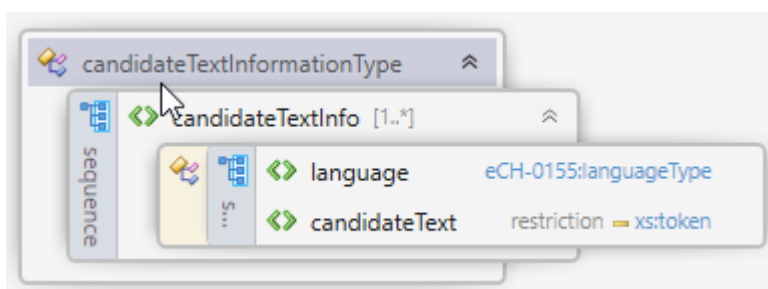 candidateTextInformationType
candidateTextInfo [1..*]
sequence
language eCH-0155:languageType
s...
candidateText restriction xs:token